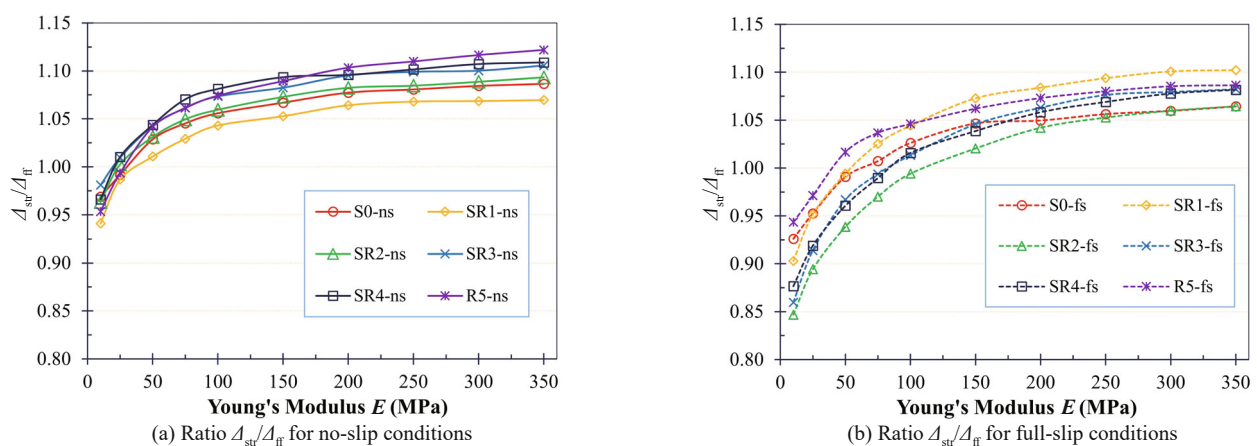 1.15
1.10
1.05
1.00
0.95
0.90
0.85
0.80
Δstr/Δff
S0-ns SR1-ns
SR2-ns SR3-ns
SR4-ns R5-ns
0 50 100 150 200 250 300 350
Young's Modulus E (MPa)
(a) Ratio Δstr/Δff for no-slip conditions
1.15
1.10
1.05
1.00
0.95
0.90
0.85
0.80
Δstr/Δff
S0-fs SR1-fs
SR2-fs SR3-fs
SR4-fs R5-fs
0 50 100 150 200 250 300 350
Young's Modulus E (MPa)
(b) Ratio Δstr/Δff for full-slip conditions